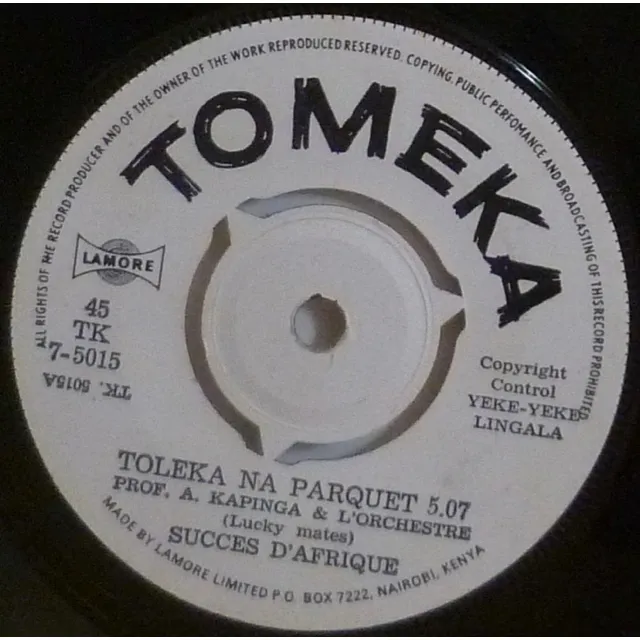 ALL RIGHTS OF THE RECORD PRODUCER AND OF THE OWNER OF THE WORK REPRODUCED RESERVED. COPYING, PUBLIC PERFOMANCE AND BROADCASTING OF THIS RECORD PROHIBITED
TOMEKA
LAMORE
45
TK
7-5015
TK. 5015A
Copyright
Control
YEKE-YEKE
LINGALA
TOLEKA NA PARQUET 5.07
PROF. A. KAPINGA & L'ORCHESTRE
(Lucky mates)
SUCCES D'AFRIQUE
MADE BY LAMORE LIMITED P.O. BOX 7222, NAIROBI, KENYA